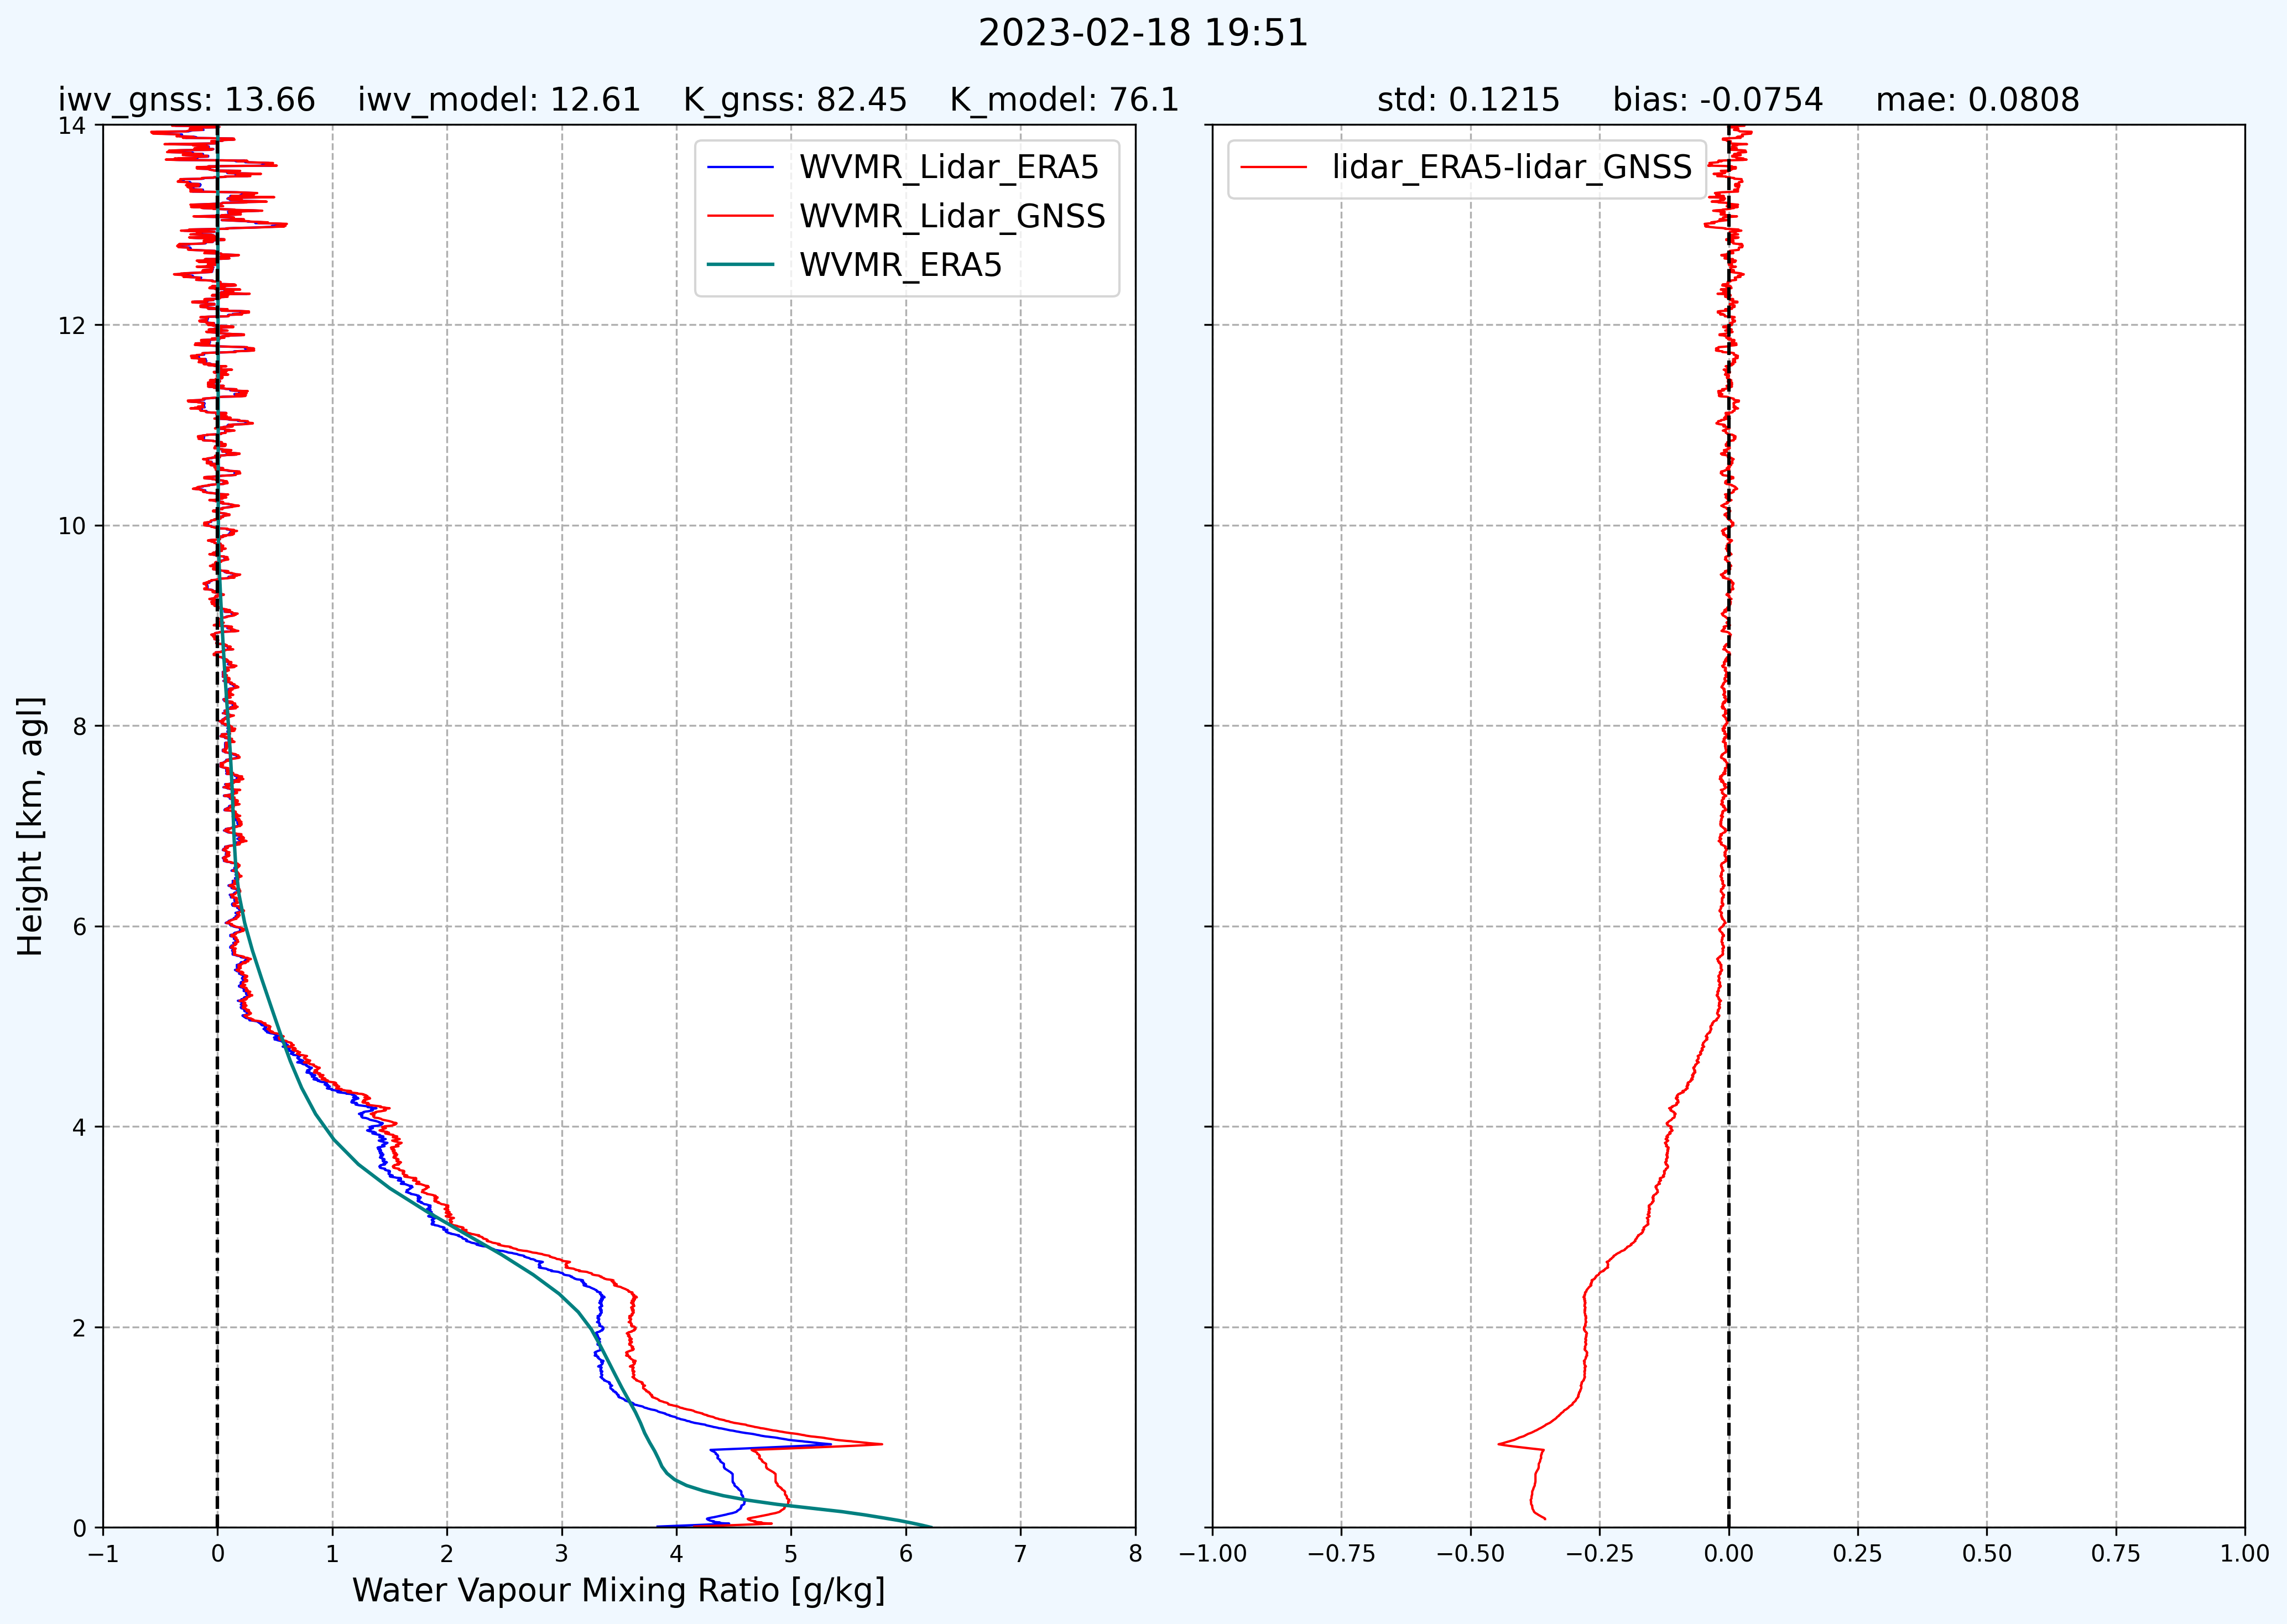 2023-02-18 19:51
iwv_gnss: 13.66 iwv_model: 12.61 K_gnss: 82.45 K_model: 76.1
std: 0.1215 bias: -0.0754 mae: 0.0808
WVMR_Lidar_ERA5
WVMR_Lidar_GNSS
WVMR_ERA5
lidar_ERA5-lidar_GNSS
14
12
10
8
6
4
2
0
Height [km, agl]
−1 0 1 2 3 4 5 6 7 8
Water Vapour Mixing Ratio [g/kg]
−1.00 −0.75 −0.50 −0.25 0.00 0.25 0.50 0.75 1.00